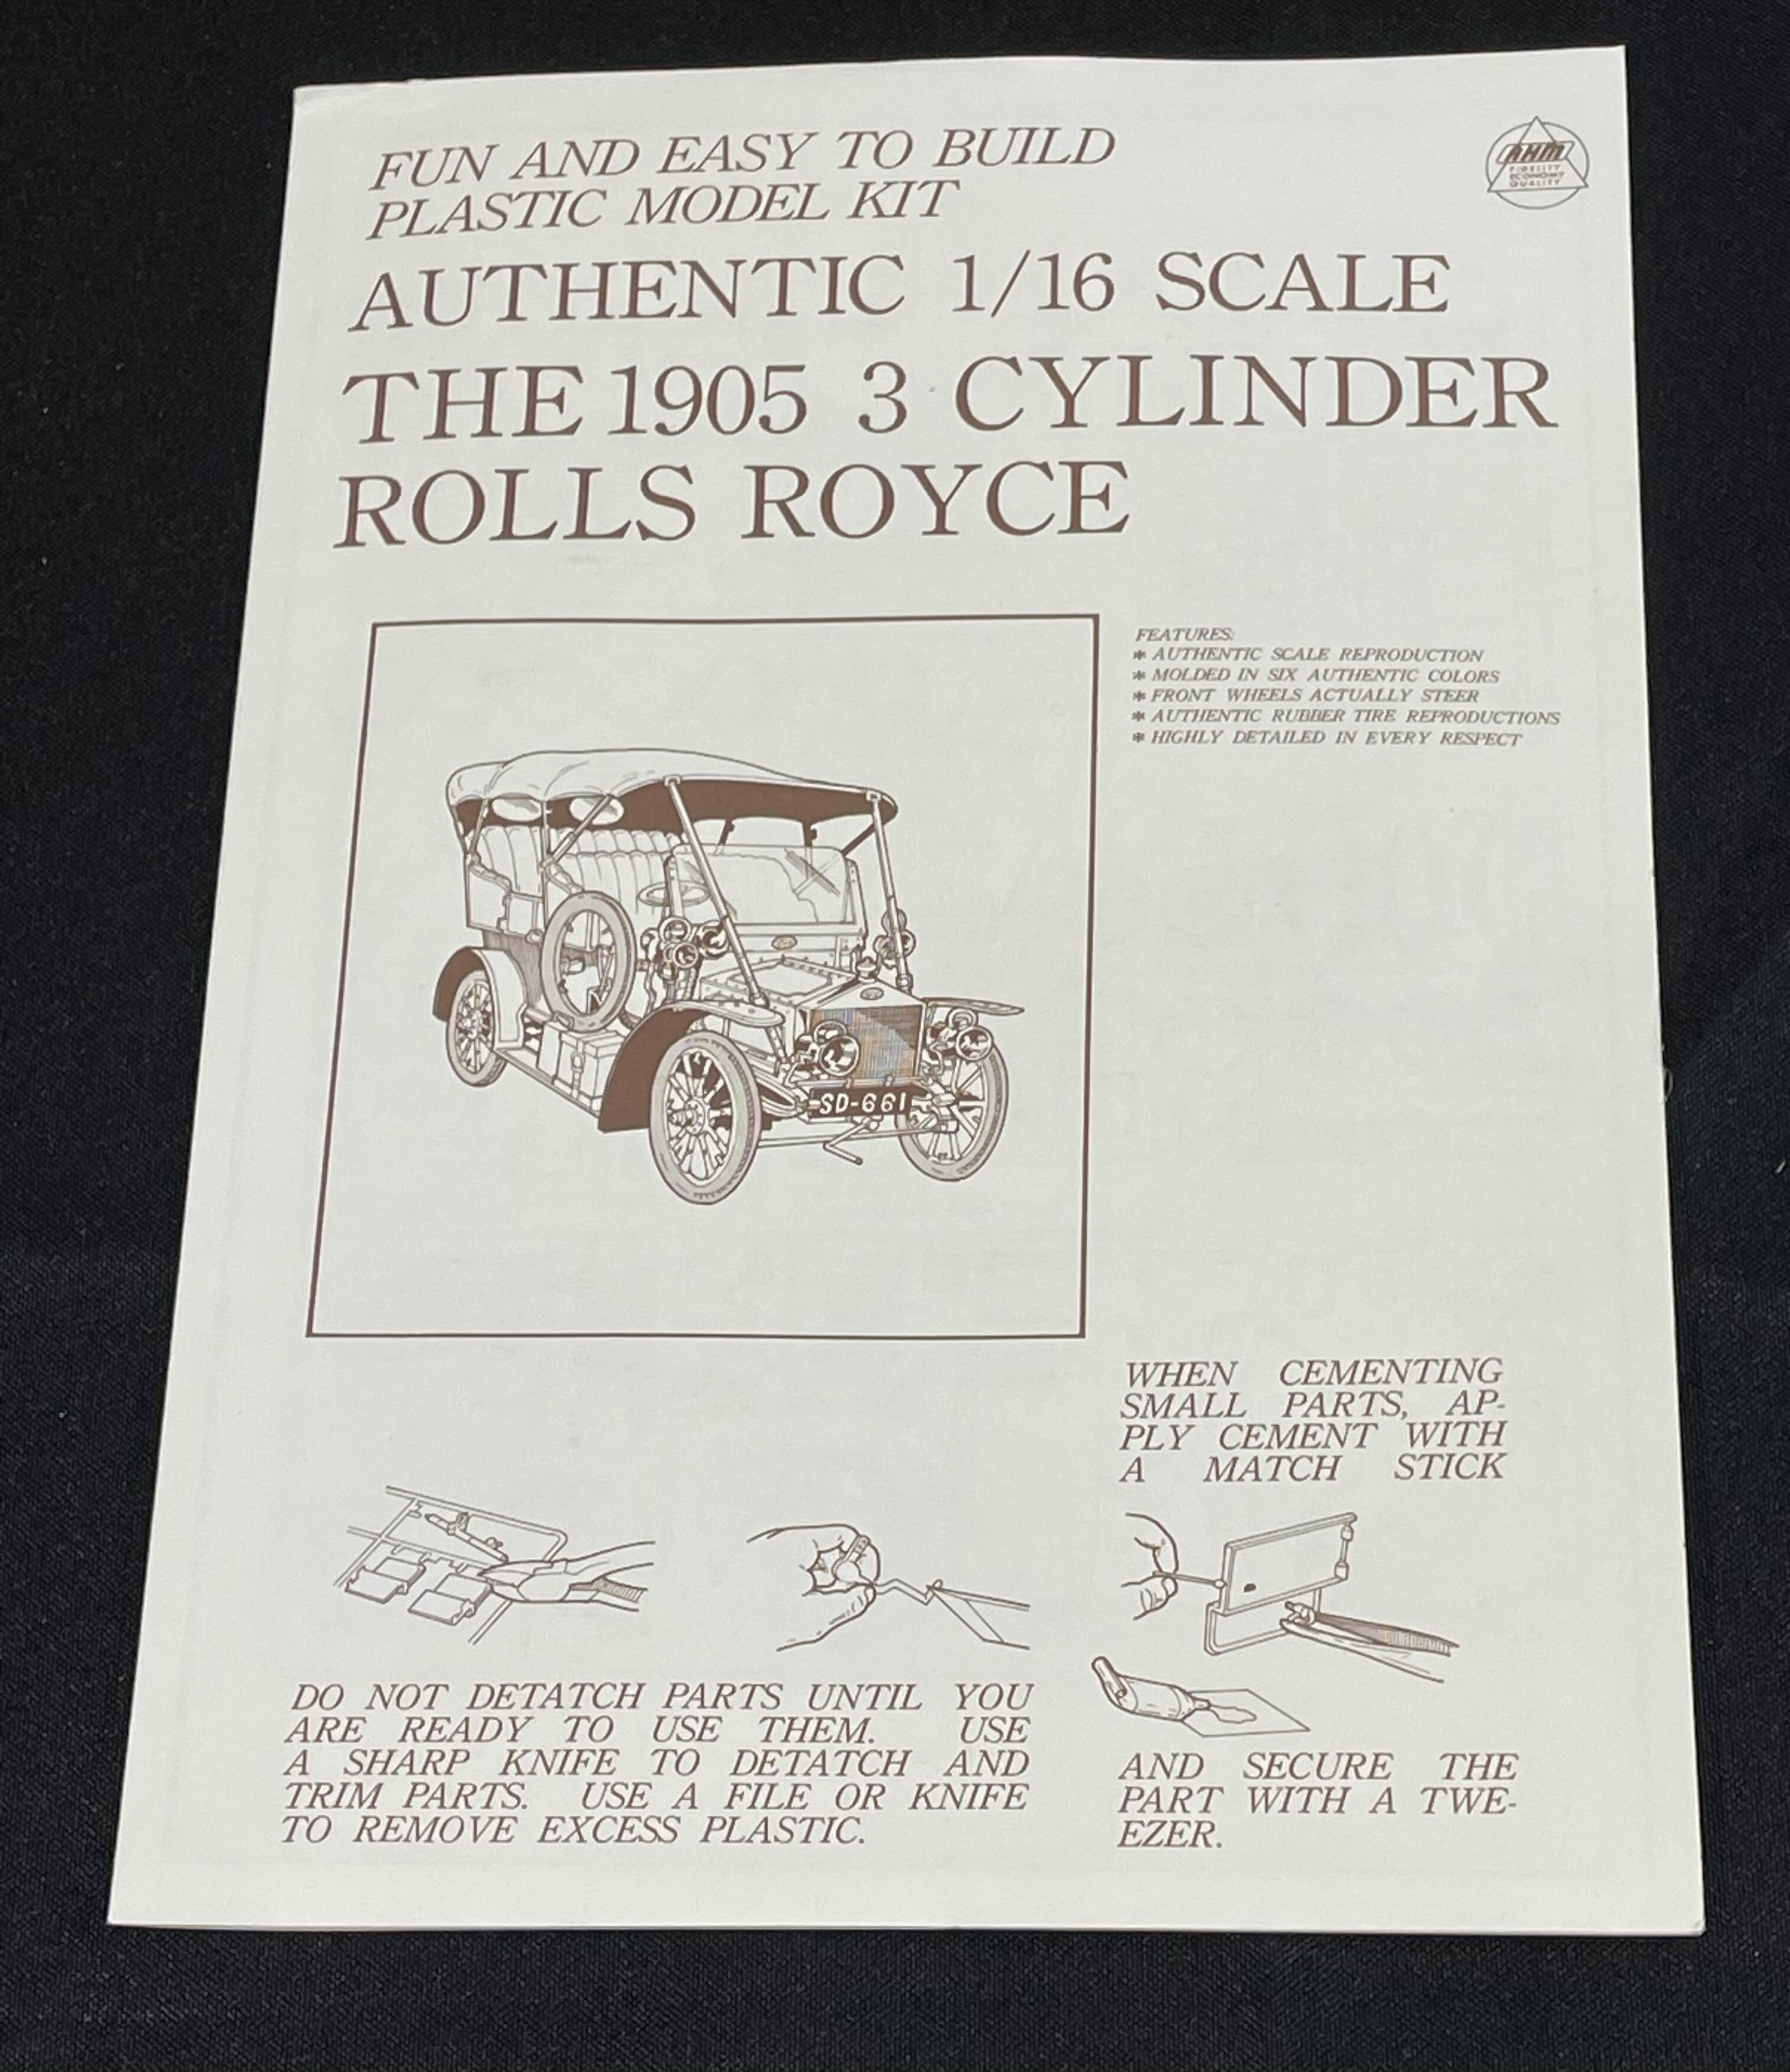 FUN AND EASY TO BUILD
PLASTIC MODEL KIT
AHM
FIDELITY
ECONOMY
QUALITY
AUTHENTIC 1/16 SCALE
THE 1905 3 CYLINDER
ROLLS ROYCE
FEATURES:
* AUTHENTIC SCALE REPRODUCTION
* MOLDED IN SIX AUTHENTIC COLORS
* FRONT WHEELS ACTUALLY STEER
* AUTHENTIC RUBBER TIRE REPRODUCTIONS
* HIGHLY DETAILED IN EVERY RESPECT
SD-661
WHEN CEMENTING
SMALL PARTS, AP-
PLY CEMENT WITH
A MATCH STICK
DO NOT DETATCH PARTS UNTIL YOU
ARE READY TO USE THEM. USE
A SHARP KNIFE TO DETATCH AND
TRIM PARTS. USE A FILE OR KNIFE
TO REMOVE EXCESS PLASTIC.
AND SECURE THE
PART WITH A TWE-
EZER.